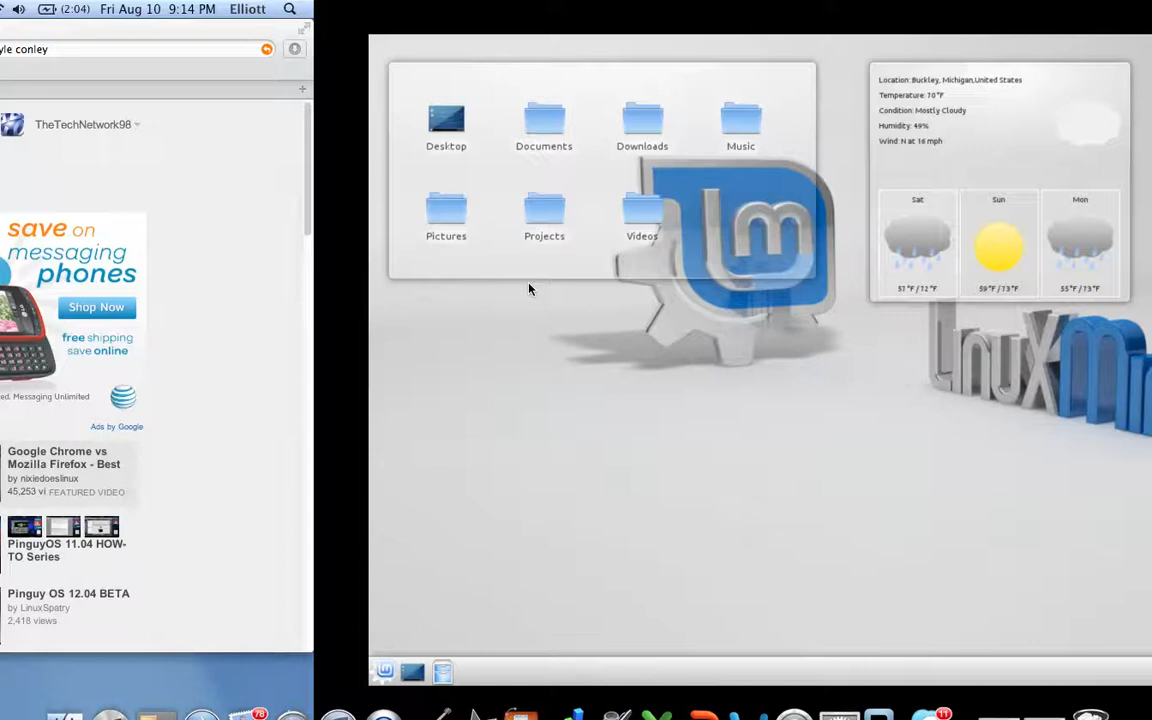 (2:04) Fri Aug 10 9:14 PM Elliott
yle conley
TheTechNetwork98
save on
messaging
phones
Shop Now
free shipping
save online
ed. Messaging Unlimited
Ads by Google
Google Chrome vs
Mozilla Firefox - Best
by nixiedoeslinux
45,253 vi FEATURED VIDEO
PinguyOS 11.04 HOW-
TO Series
Pinguy OS 12.04 BETA
by LinuxSpatry
2,418 views
78
Desktop
Documents
Downloads
Music
Pictures
Projects
Videos
Location: Buckley, Michigan,United States
Temperature: 70°F
Condition: Mostly Cloudy
Humidity: 49%
Wind: N at 16 mph
Sat
Sun
Mon
57°F / 72°F
59°F / 73°F
55°F / 73°F
LinuxMin
11